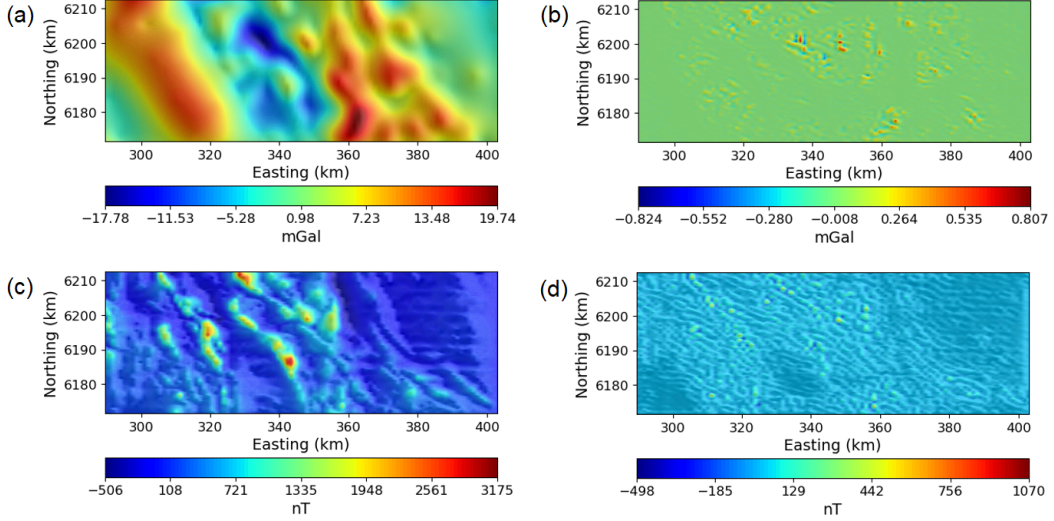 (a)
Northing (km)
6210
6200
6190
6180
300 320 340 360 380 400
Easting (km)
−17.78 −11.53 −5.28 0.98 7.23 13.48 19.74
mGal
(b)
Northing (km)
6210
6200
6190
6180
300 320 340 360 380 400
Easting (km)
−0.824 −0.552 −0.280 −0.008 0.264 0.535 0.807
mGal
(c)
Northing (km)
6210
6200
6190
6180
300 320 340 360 380 400
Easting (km)
−506 108 721 1335 1948 2561 3175
nT
(d)
Northing (km)
6210
6200
6190
6180
300 320 340 360 380 400
Easting (km)
−498 −185 129 442 756 1070
nT